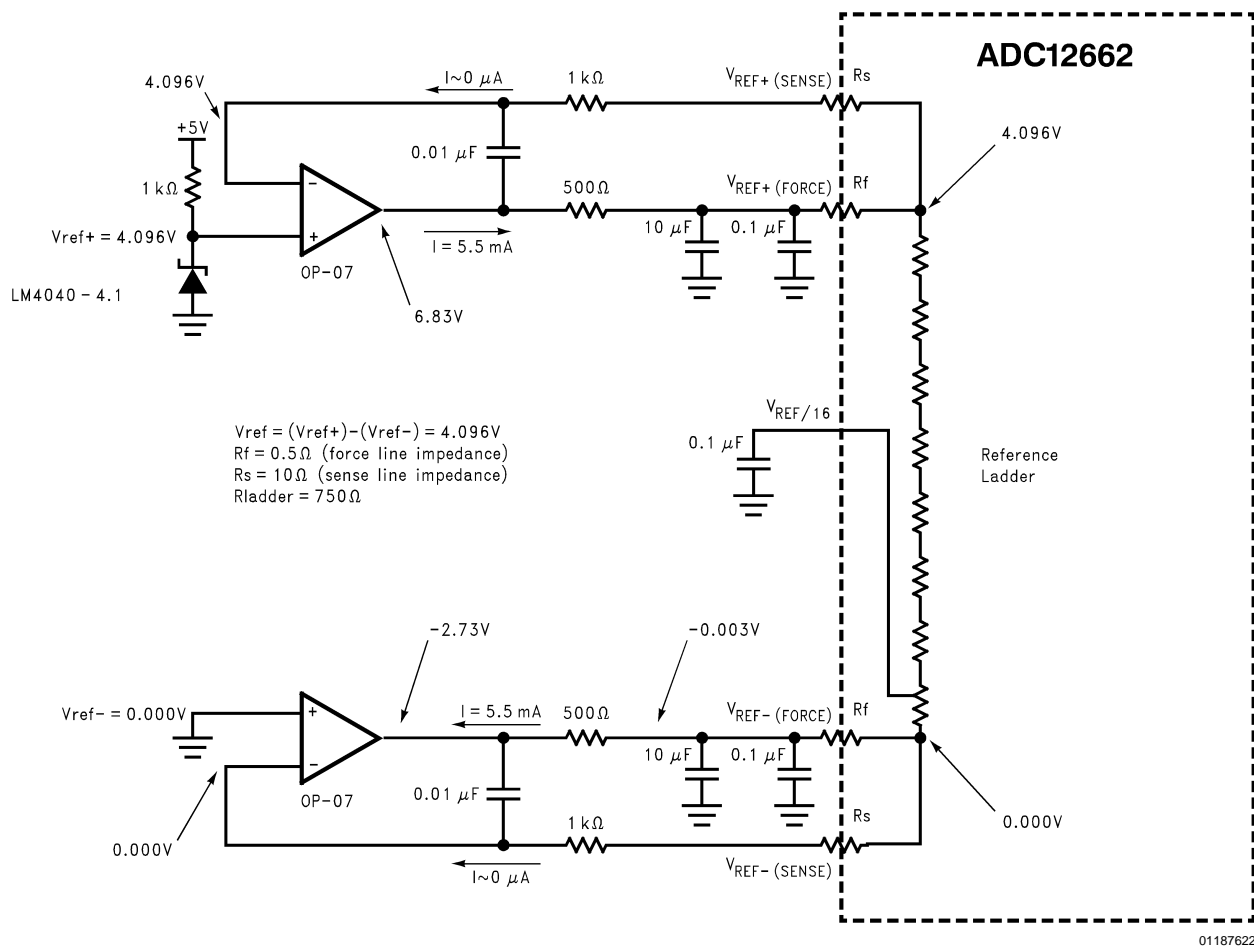 ADC12662
4.096V
I~0 μA
1 kΩ
VREF+ (SENSE)
Rs
+5V
4.096V
0.01 μF
1 kΩ
−
500Ω
VREF+ (FORCE)
Rf
Vref+ = 4.096V
+
10 μF
0.1 μF
I = 5.5 mA
OP-07
LM4040 – 4.1
6.83V
VREF/16
Vref = (Vref+)-(Vref-) = 4.096V
Rf = 0.5Ω (force line impedance)
Rs = 10Ω (sense line impedance)
Rladder = 750Ω
0.1 μF
Reference
Ladder
-2.73V
-0.003V
Vref- = 0.000V
+
I = 5.5 mA
500Ω
VREF- (FORCE)
Rf
−
10 μF
0.1 μF
OP-07
0.01 μF
1 kΩ
Rs
0.000V
0.000V
I~0 μA
VREF- (SENSE)
01187622